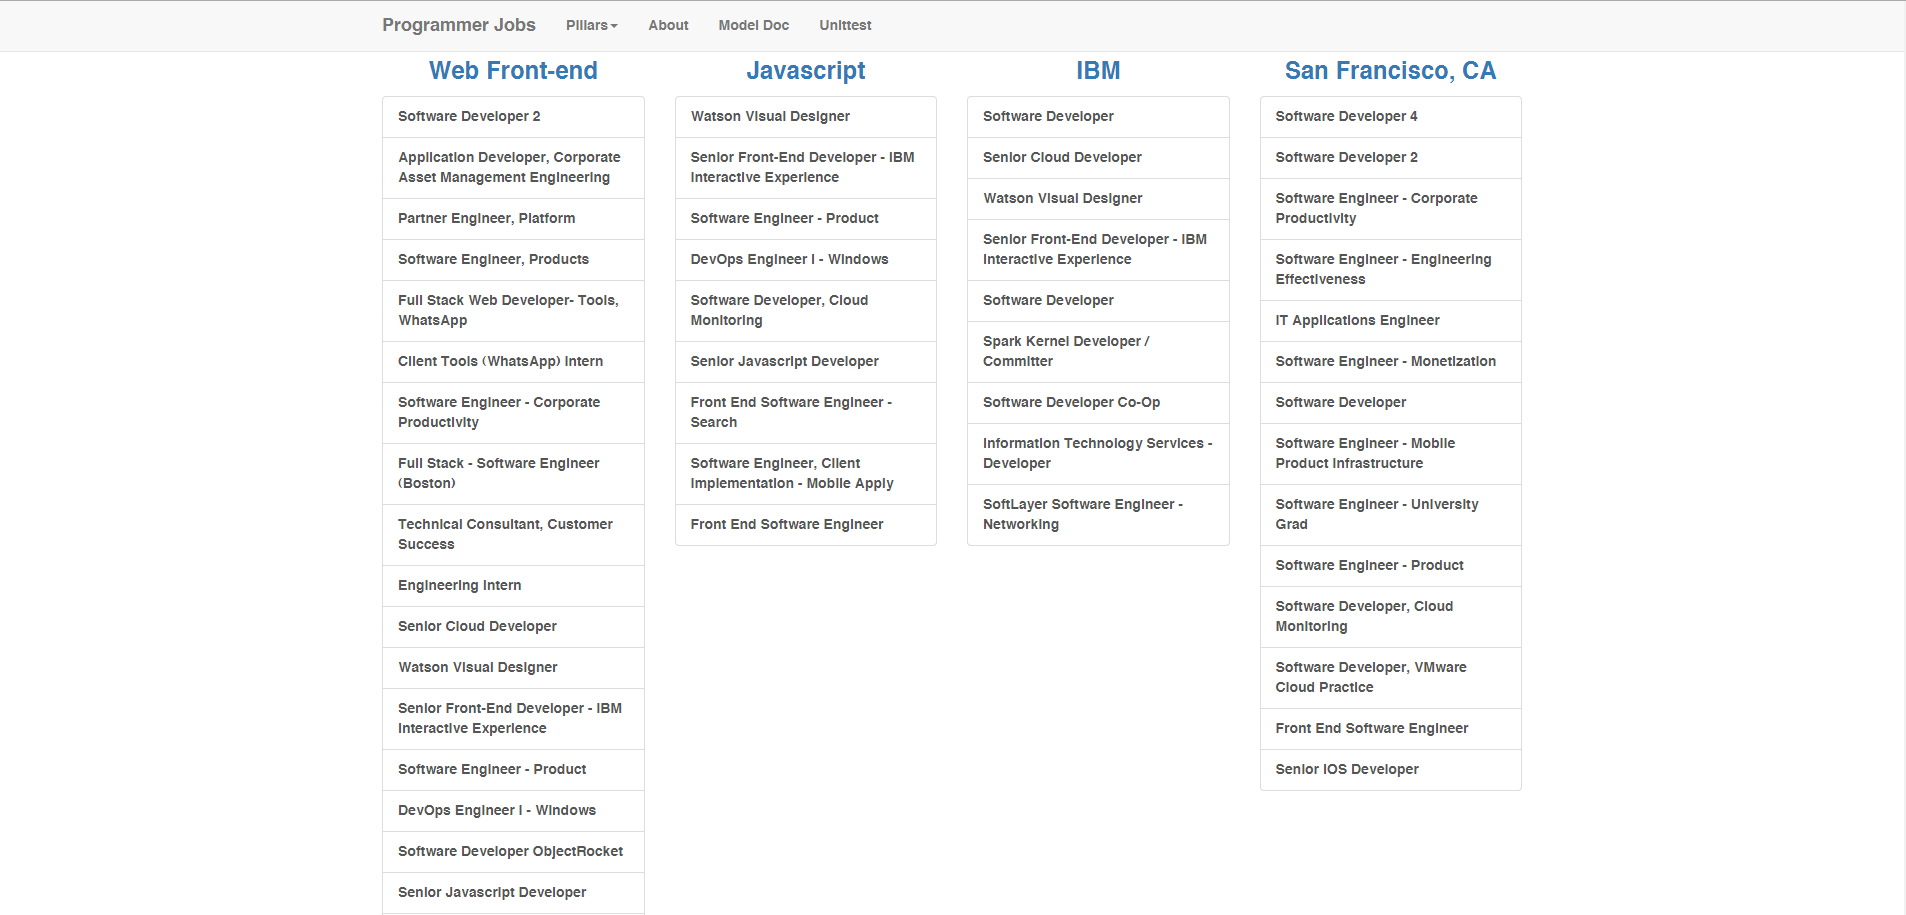 Programmer Jobs Pillars About Model Doc Unittest
Web Front-end
Software Developer 2
Application Developer, Corporate
Asset Management Engineering
Partner Engineer, Platform
Software Engineer, Products
Full Stack Web Developer- Tools,
WhatsApp
Client Tools (WhatsApp) Intern
Software Engineer - Corporate
Productivity
Full Stack - Software Engineer
(Boston)
Technical Consultant, Customer
Success
Engineering Intern
Senior Cloud Developer
Watson Visual Designer
Senior Front-End Developer - IBM
Interactive Experience
Software Engineer - Product
DevOps Engineer I - Windows
Software Developer ObjectRocket
Senior Javascript Developer
Javascript
Watson Visual Designer
Senior Front-End Developer - IBM
Interactive Experience
Software Engineer - Product
DevOps Engineer I - Windows
Software Developer, Cloud
Monitoring
Senior Javascript Developer
Front End Software Engineer -
Search
Software Engineer, Client
Implementation - Mobile Apply
Front End Software Engineer
IBM
Software Developer
Senior Cloud Developer
Watson Visual Designer
Senior Front-End Developer - IBM
Interactive Experience
Software Developer
Spark Kernel Developer /
Committer
Software Developer Co-Op
Information Technology Services -
Developer
SoftLayer Software Engineer -
Networking
San Francisco, CA
Software Developer 4
Software Developer 2
Software Engineer - Corporate
Productivity
Software Engineer - Engineering
Effectiveness
IT Applications Engineer
Software Engineer - Monetization
Software Developer
Software Engineer - Mobile
Product Infrastructure
Software Engineer - University
Grad
Software Engineer - Product
Software Developer, Cloud
Monitoring
Software Developer, VMware
Cloud Practice
Front End Software Engineer
Senior iOS Developer